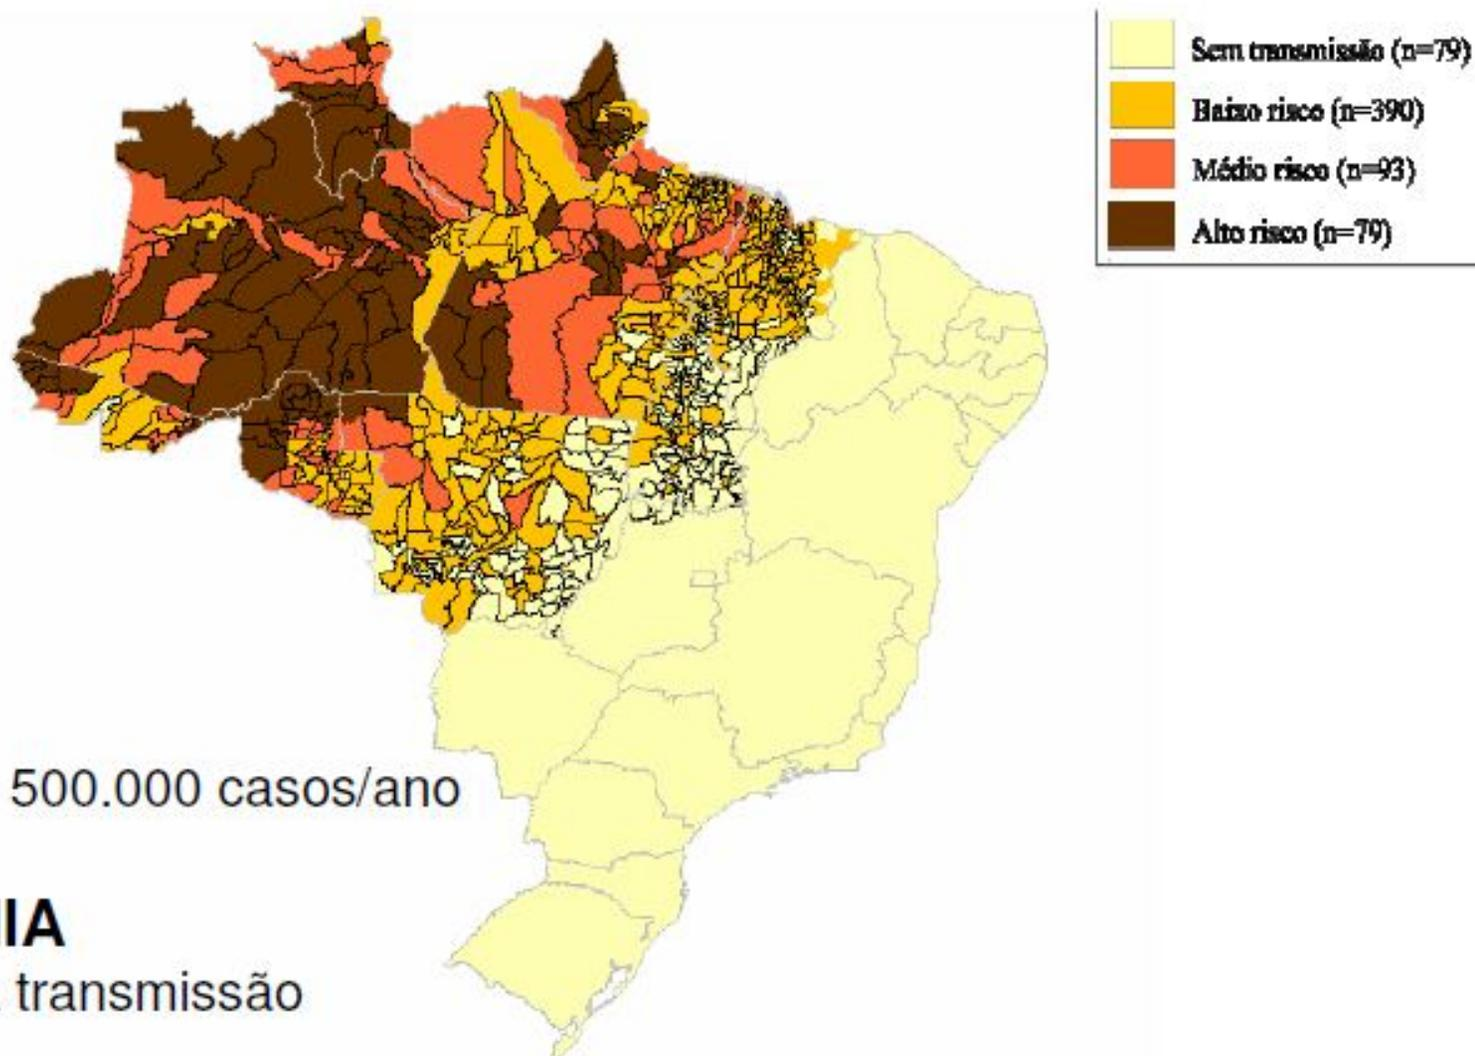 Sem transmissão (n=79)
Baixo risco (n=390)
Médio risco (n=93)
Alto risco (n=79)
500.000 casos/ano
IA
transmissão